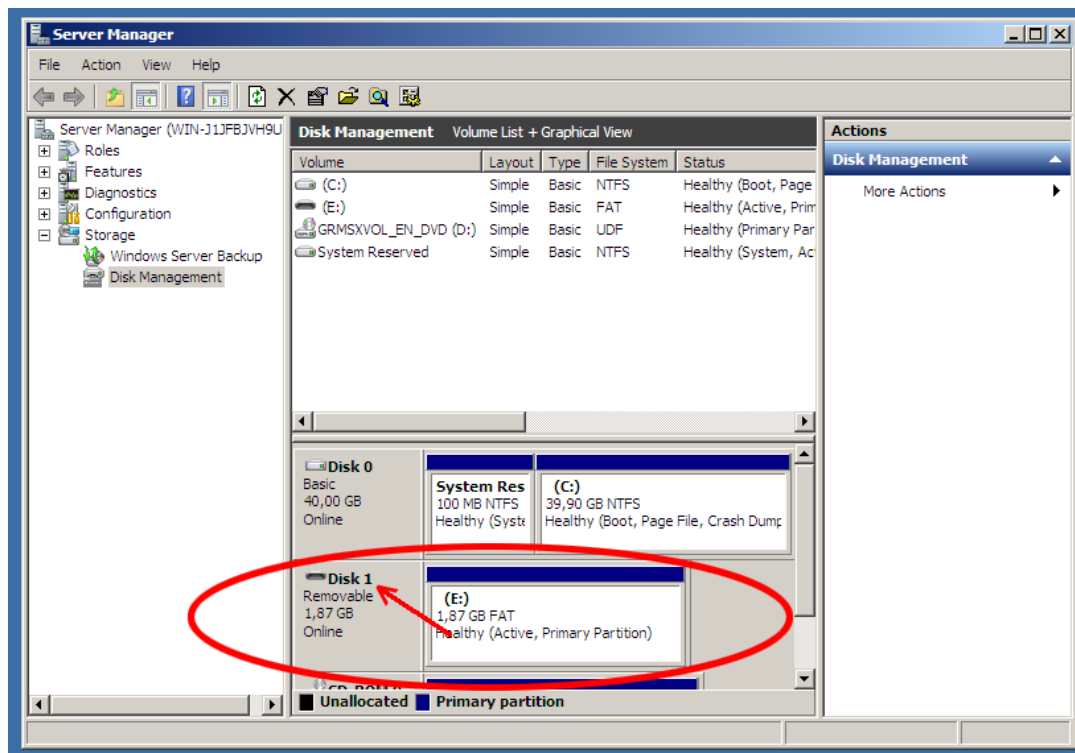 Server Manager
File Action View Help
Server Manager (WIN-J1JFBJVH9U
Roles
Features
Diagnostics
Configuration
Storage
Windows Server Backup
Disk Management
Disk Management Volume List + Graphical View
Volume Layout Type File System Status
(C:) Simple Basic NTFS Healthy (Boot, Page
(E:) Simple Basic FAT Healthy (Active, Prim
GRMSXVOL_EN_DVD (D:) Simple Basic UDF Healthy (Primary Par
System Reserved Simple Basic NTFS Healthy (System, Ac
Disk 0
Basic
40,00 GB
Online
System Res
100 MB NTFS
Healthy (Syste
(C:)
39,90 GB NTFS
Healthy (Boot, Page File, Crash Dump
Disk 1
Removable
1,87 GB
Online
(E:)
1,87 GB FAT
Healthy (Active, Primary Partition)
Unallocated Primary partition
Actions
Disk Management
More Actions